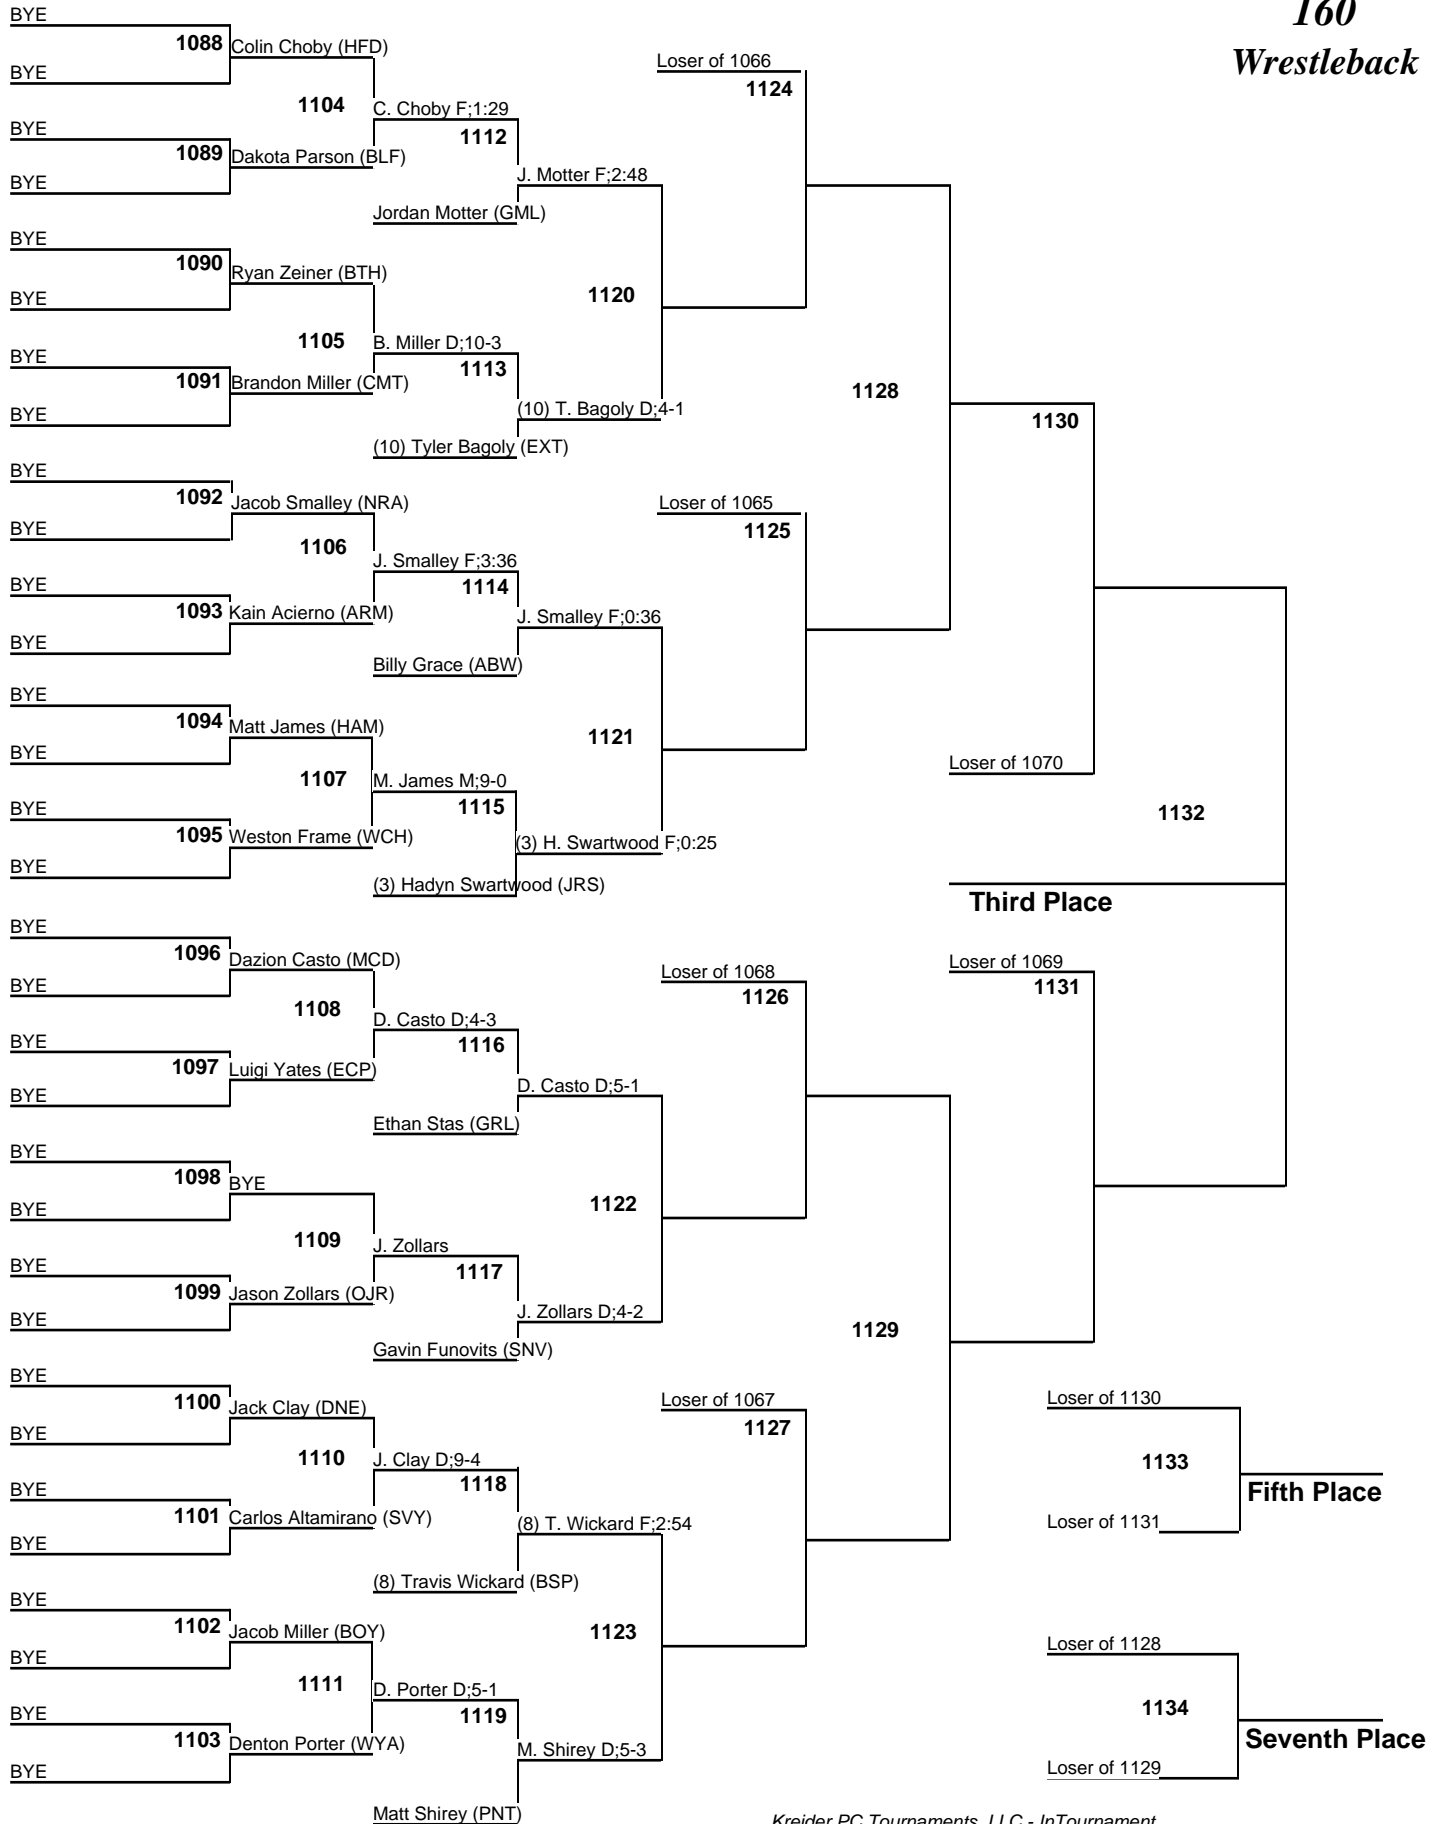 160
Wrestleback
BYE
1088 Colin Choby (HFD)
BYE
1104 C. Choby F;1:29
BYE
1089 Dakota Parson (BLF)
BYE
1112 J. Motter F;2:48
Jordan Motter (GML)
BYE
1090 Ryan Zeiner (BTH)
BYE
1105 B. Miller D;10-3
BYE
1091 Brandon Miller (CMT)
BYE
1113 (10) T. Bagoly D;4-1
(10) Tyler Bagoly (EXT)
1120
Loser of 1066
1124
BYE
1092 Jacob Smalley (NRA)
BYE
1106 J. Smalley F;3:36
BYE
1093 Kain Acierno (ARM)
BYE
1114 J. Smalley F;0:36
Billy Grace (ABW)
BYE
1094 Matt James (HAM)
BYE
1107 M. James M;9-0
BYE
1095 Weston Frame (WCH)
BYE
1115 (3) H. Swartwood F;0:25
(3) Hadyn Swartwood (JRS)
1121
Loser of 1065
1125
1128
1130
Loser of 1070
1132
Third Place
BYE
1096 Dazion Casto (MCD)
BYE
1108 D. Casto D;4-3
BYE
1097 Luigi Yates (ECP)
BYE
1116 D. Casto D;5-1
Ethan Stas (GRL)
BYE
1098 BYE
BYE
1109 J. Zollars
BYE
1099 Jason Zollars (OJR)
BYE
1117 J. Zollars D;4-2
Gavin Funovits (SNV)
1122
Loser of 1068
1126
Loser of 1069
1131
BYE
1100 Jack Clay (DNE)
BYE
1110 J. Clay D;9-4
BYE
1101 Carlos Altamirano (SVY)
BYE
1118 (8) T. Wickard F;2:54
(8) Travis Wickard (BSP)
BYE
1102 Jacob Miller (BOY)
BYE
1111 D. Porter D;5-1
BYE
1103 Denton Porter (WYA)
BYE
1119 M. Shirey D;5-3
Matt Shirey (PNT)
1123
Loser of 1067
1127
1129
Loser of 1130
1133
Fifth Place
Loser of 1131
Loser of 1128
1134
Seventh Place
Loser of 1129
Kreider PC Tournaments, LLC - InTournament